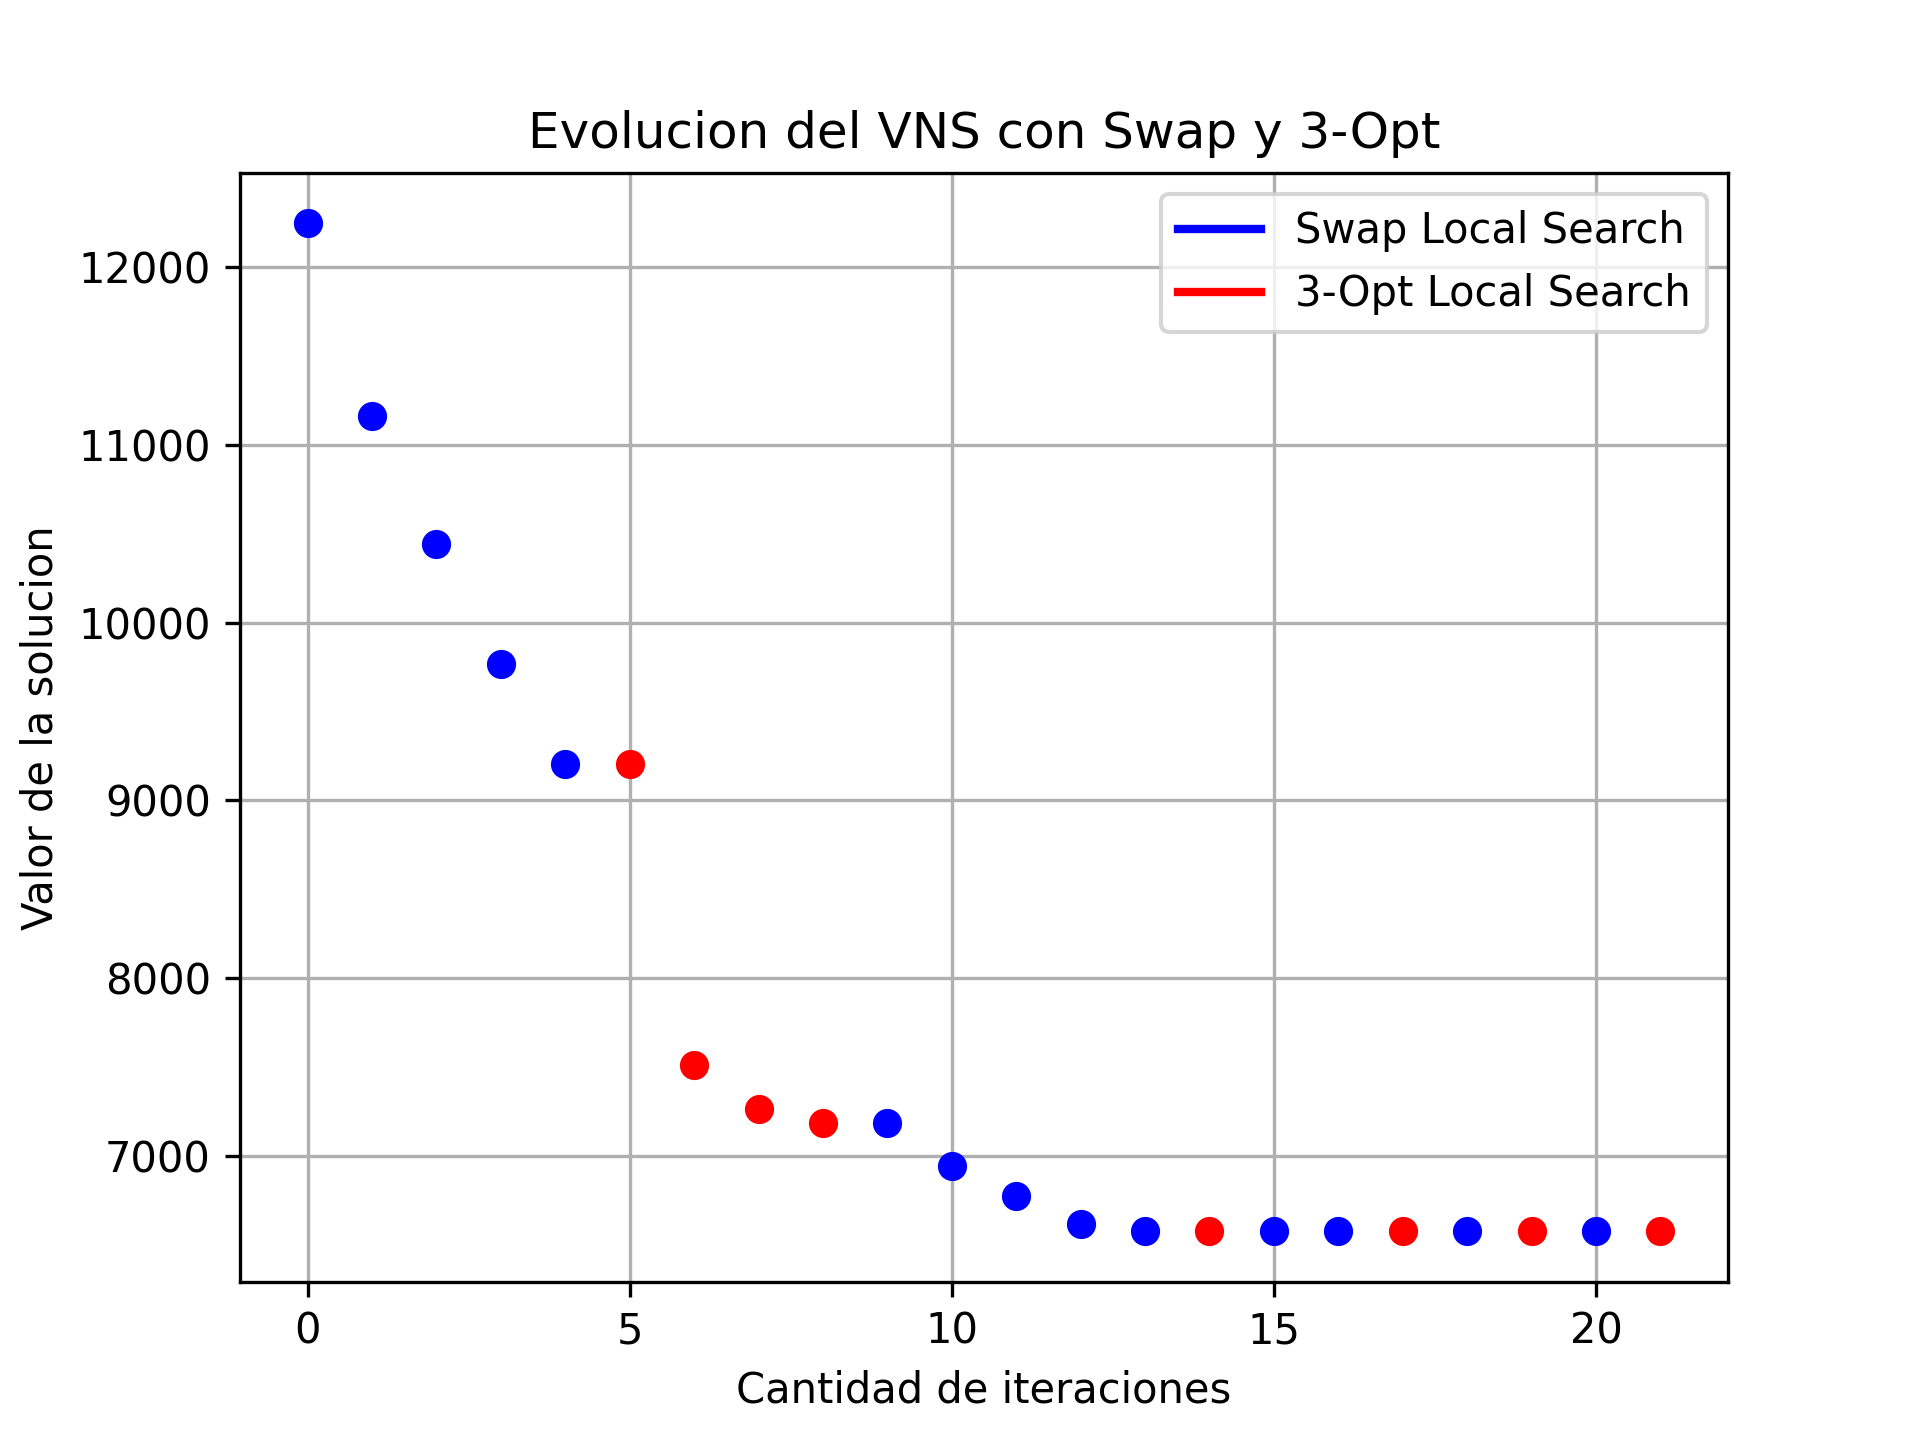 Evolucion del VNS con Swap y 3-Opt
Swap Local Search
3-Opt Local Search
12000
11000
10000
9000
8000
7000
Valor de la solucion
0 5 10 15 20
Cantidad de iteraciones